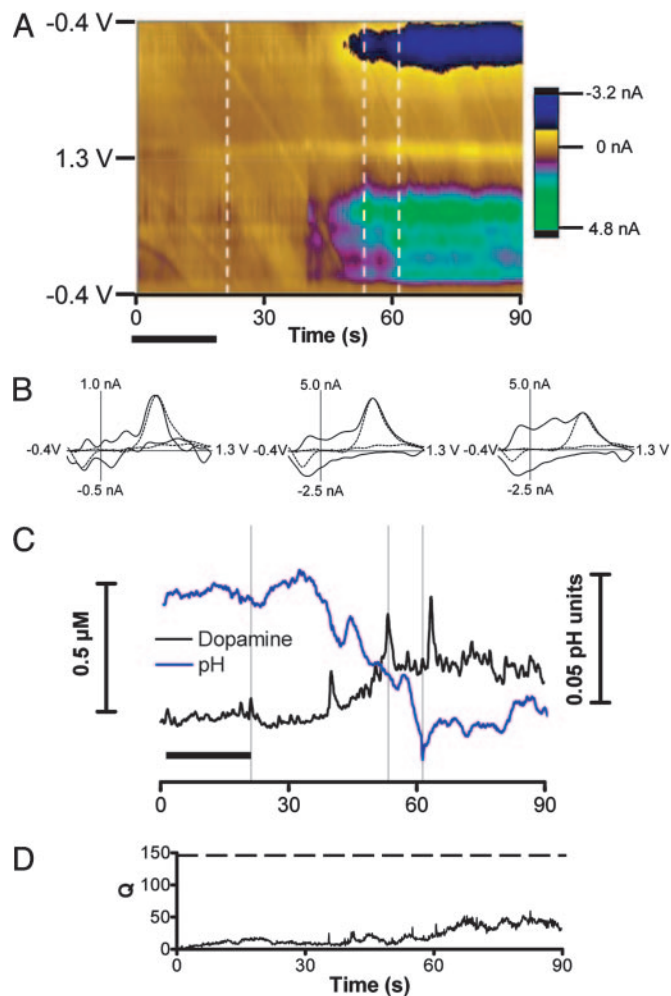 A
-0.4 V
1.3 V
-0.4 V
-3.2 nA
0 nA
4.8 nA
0 30 60 90
Time (s)
B
1.0 nA 5.0 nA 5.0 nA
-0.4V 1.3 V -0.4V 1.3 V -0.4V 1.3 V
-0.5 nA -2.5 nA -2.5 nA
C
0.5 µM
Dopamine
pH
0.05 pH units
0 30 60 90
D
Q
150
100
50
0
0 30 60 90
Time (s)